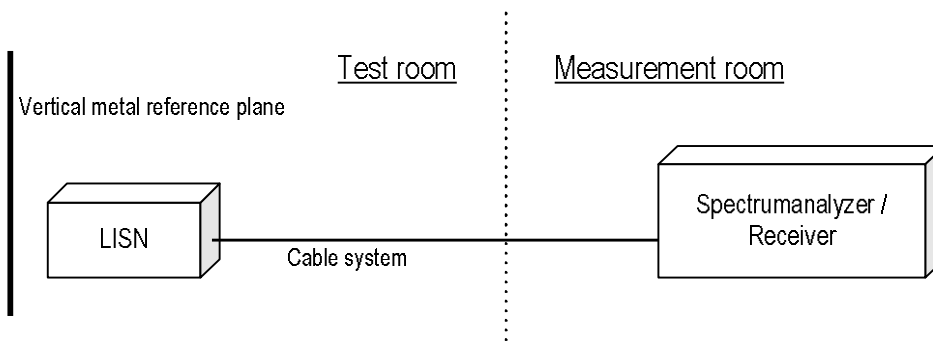 Test room
Measurement room
Vertical metal reference plane
LISN
Cable system
Spectrumanalyzer /
Receiver